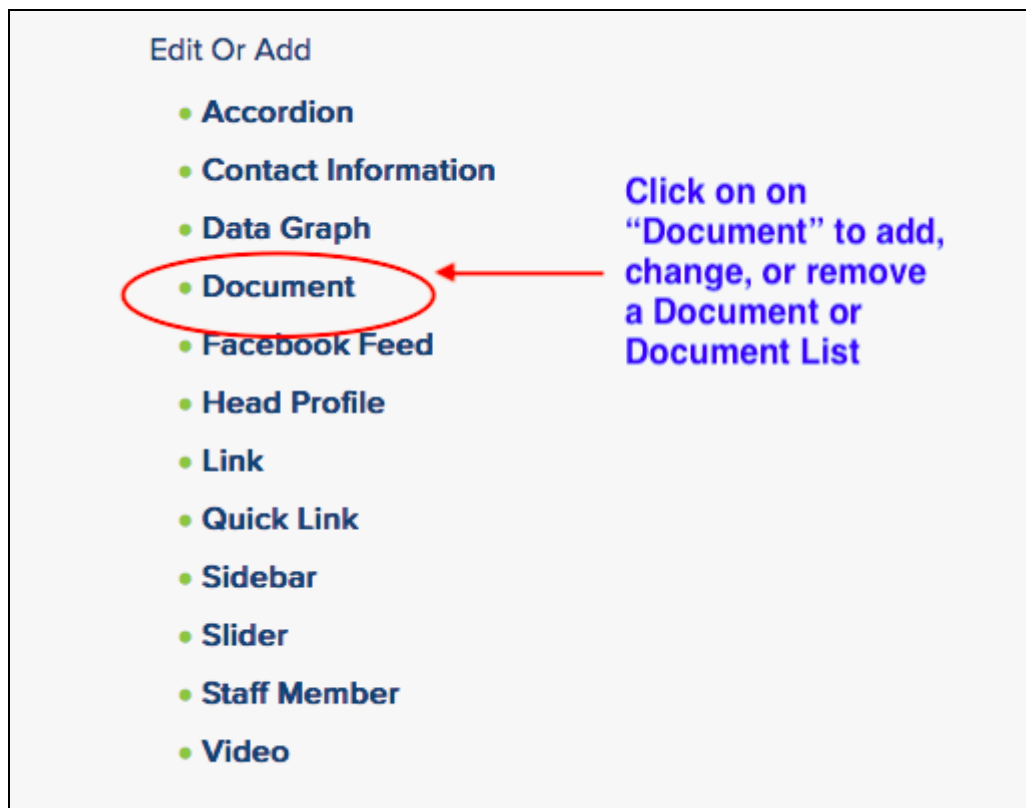 Edit Or Add
Accordion
Contact Information
Data Graph
Document
Facebook Feed
Head Profile
Link
Quick Link
Sidebar
Slider
Staff Member
Video
Click on on
“Document” to add,
change, or remove
a Document or
Document List